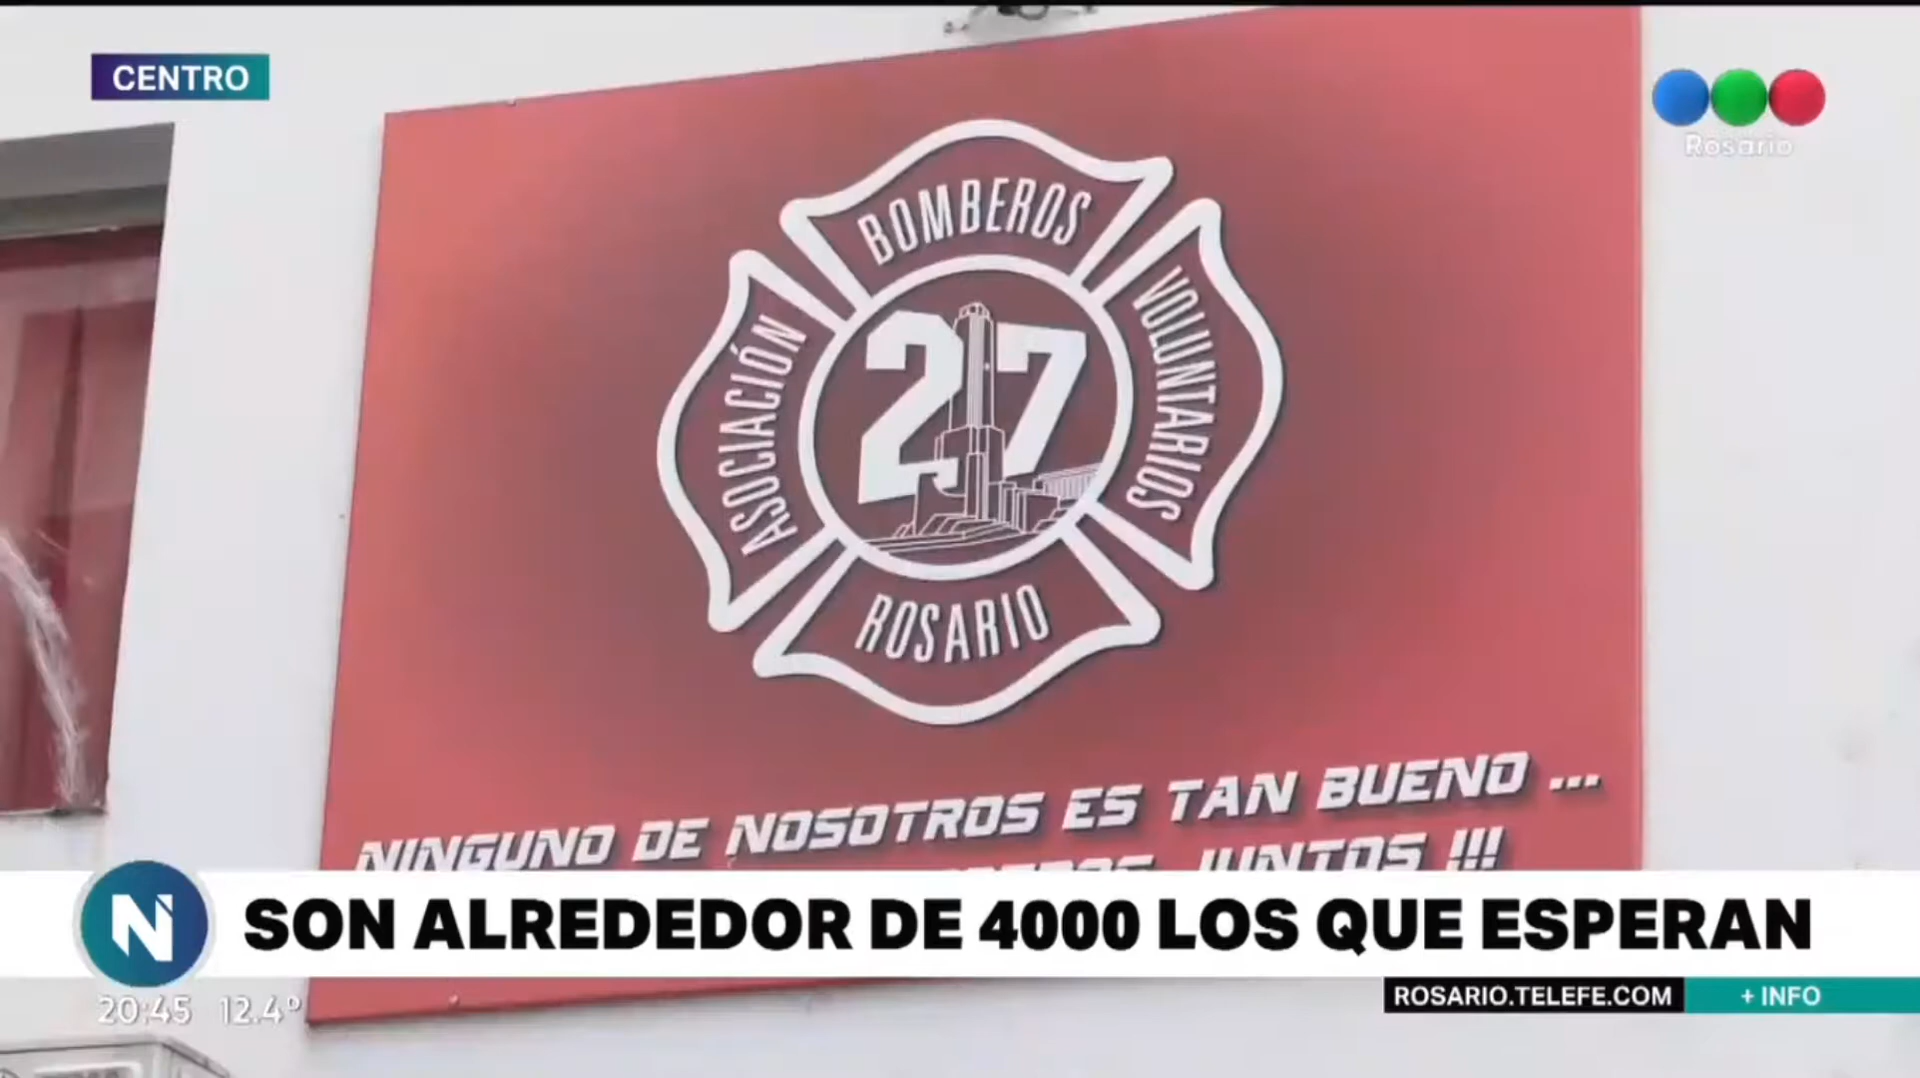 CENTRO
Rosario
BOMBEROS
VOLUNTARIOS
ASOCIACIÓN
27
ROSARIO
NINGUNO DE NOSOTROS ES TAN BUENO ...
JUNTOS !!!
N
SON ALREDEDOR DE 4000 LOS QUE ESPERAN
20:45 12.4°
ROSARIO.TELEFE.COM
+ INFO